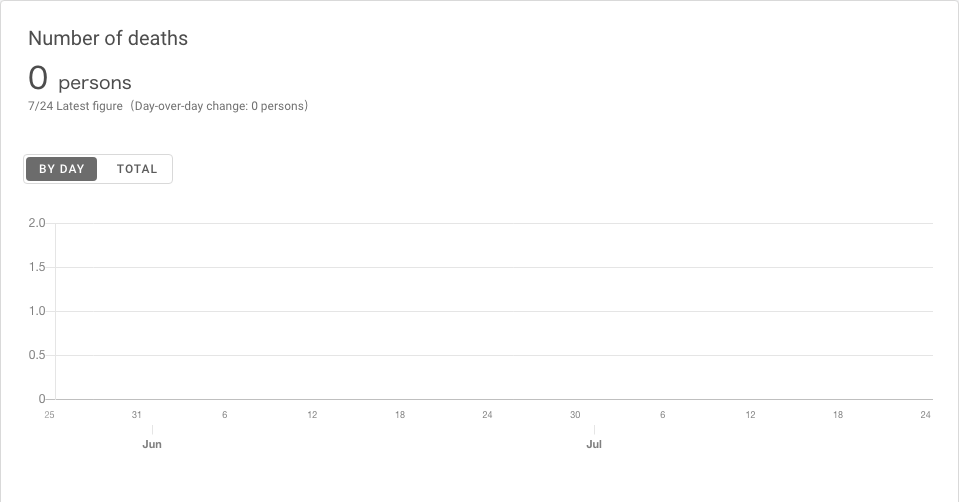 Number of deaths
0 persons
7/24 Latest figure（Day-over-day change: 0 persons）
BY DAY TOTAL
2.0
1.5
1.0
0.5
0
25 31 6 12 18 24 30 6 12 18 24
Jun Jul